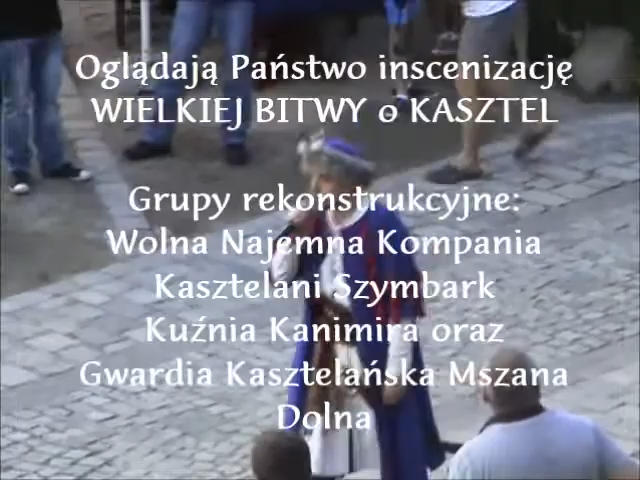 Oglądają Państwo inscenizację
WIELKIEJ BITWY o KASZTEL
Grupy rekonstrukcyjne:
Wolna Najemna Kompania
Kasztelani Szymbark
Kuźnia Kanimira oraz
Gwardia Kasztelańska Mszana
Dolna